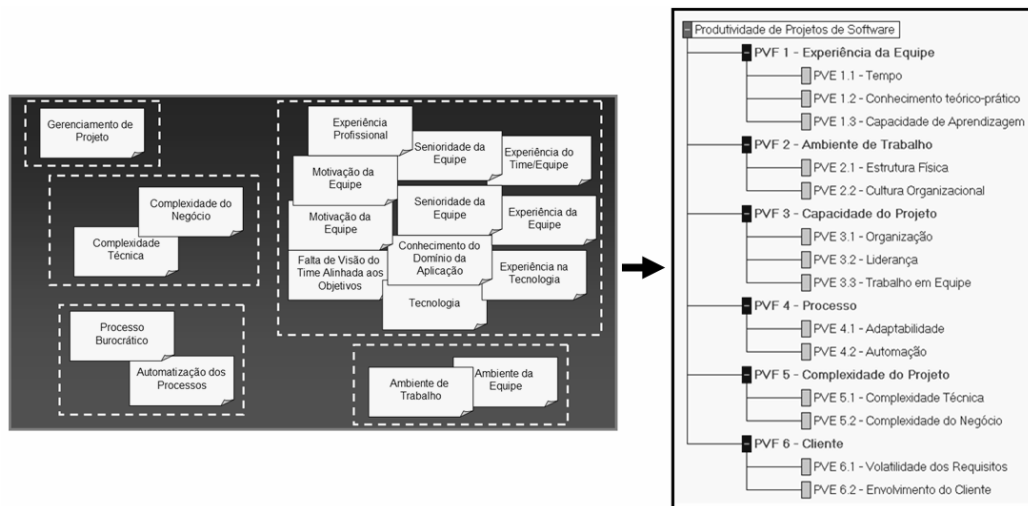 Gerenciamento de
Projeto
Complexidade do
Negócio
Complexidade
Técnica
Processo
Burocrático
Automatização dos
Processos
Experiência
Profissional
Senioridade da
Equipe
Experiência do
Time/Equipe
Motivação da
Equipe
Senioridade da
Equipe
Experiência da
Equipe
Motivação da
Equipe
Conhecimento do
Domínio da
Aplicação
Falta de Visão do
Time Alinhada aos
Objetivos
Experiência na
Tecnologia
Tecnologia
Ambiente de
Trabalho
Ambiente da
Equipe
Produtividade de Projetos de Software
PVF 1 - Experiência da Equipe
PVE 1.1 - Tempo
PVE 1.2 - Conhecimento teórico-prático
PVE 1.3 - Capacidade de Aprendizagem
PVF 2 - Ambiente de Trabalho
PVE 2.1 - Estrutura Física
PVE 2.2 - Cultura Organizacional
PVF 3 - Capacidade do Projeto
PVE 3.1 - Organização
PVE 3.2 - Liderança
PVE 3.3 - Trabalho em Equipe
PVF 4 - Processo
PVE 4.1 - Adaptabilidade
PVE 4.2 - Automação
PVF 5 - Complexidade do Projeto
PVE 5.1 - Complexidade Técnica
PVE 5.2 - Complexidade do Negócio
PVF 6 - Cliente
PVE 6.1 - Volatilidade dos Requisitos
PVE 6.2 - Envolvimento do Cliente